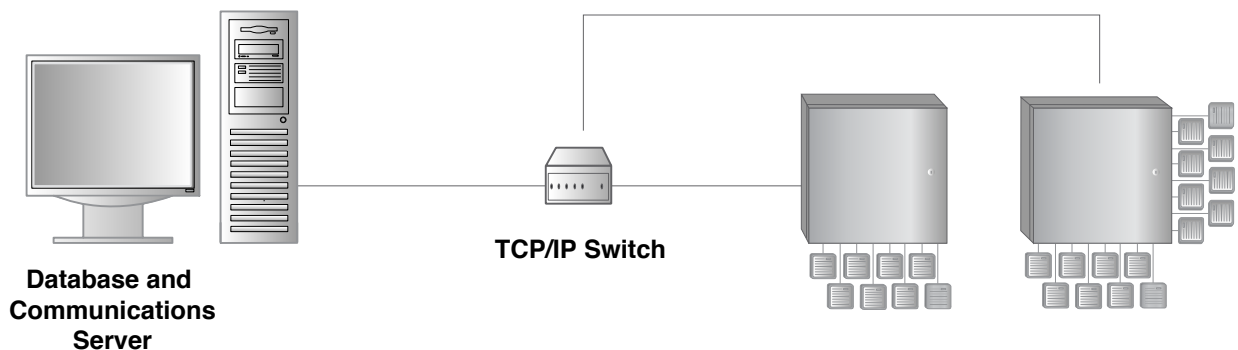 TCP/IP Switch
Database and
Communications
Server